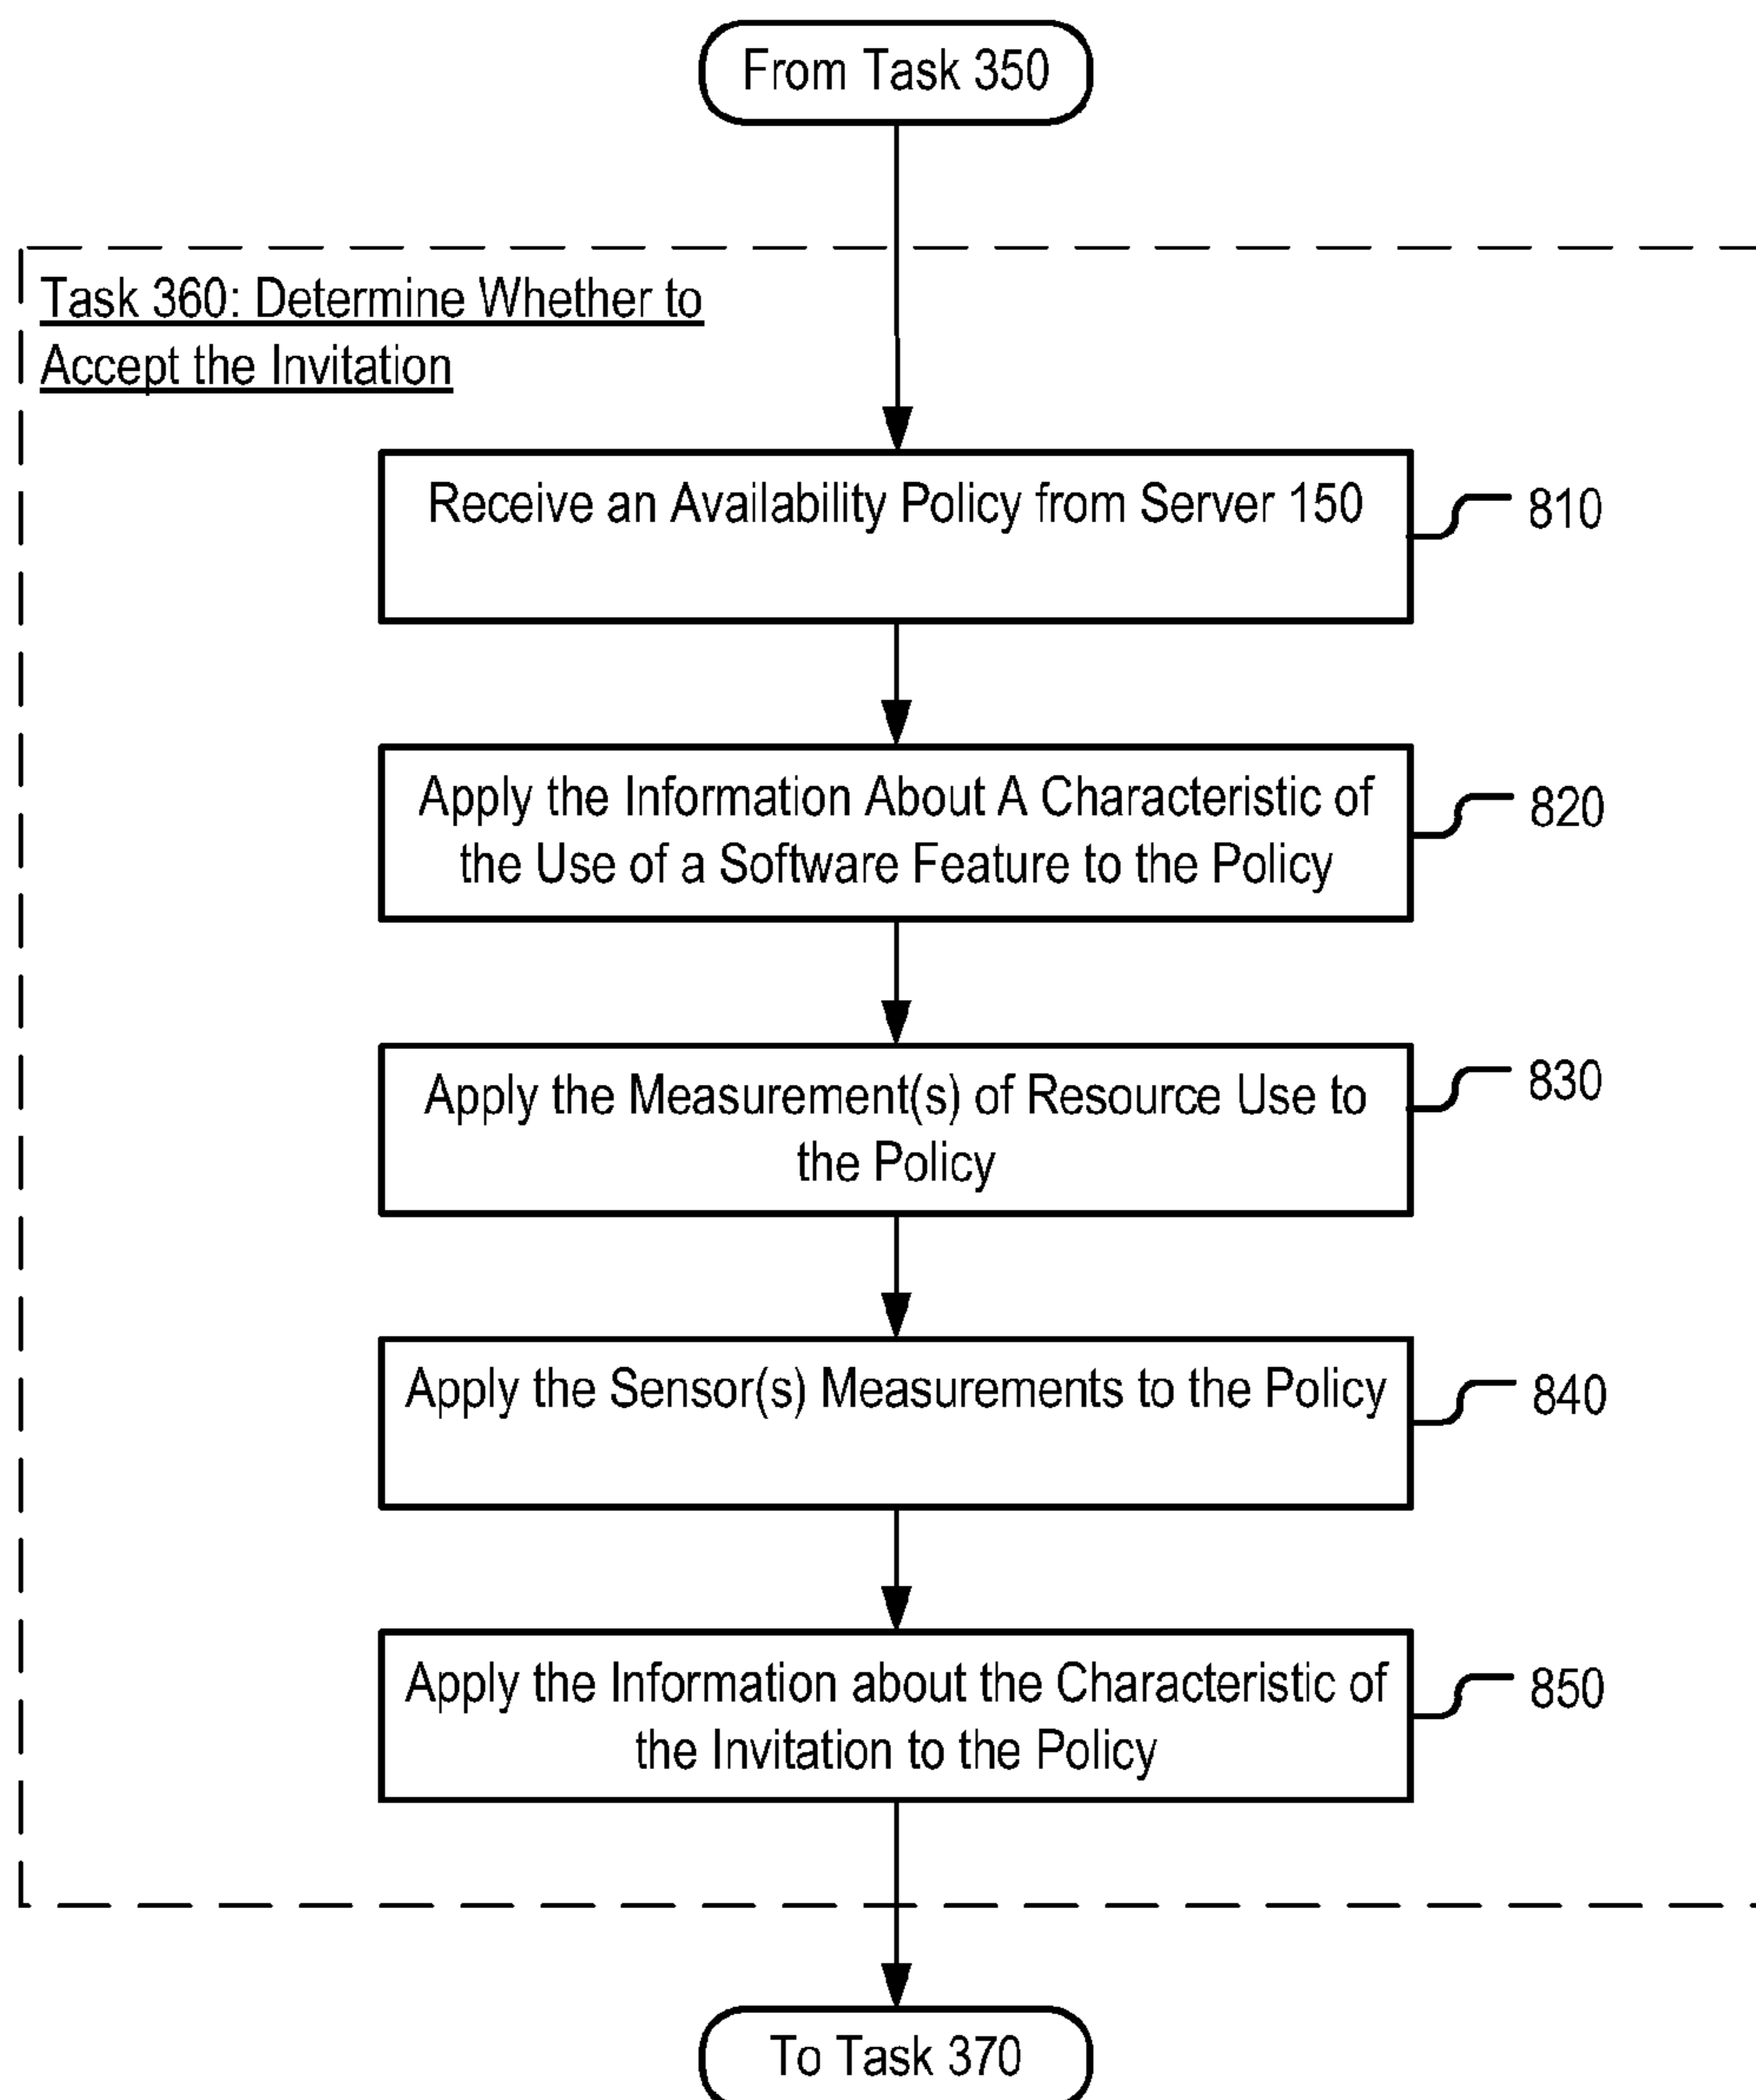 From Task 350
Task 360: Determine Whether to
Accept the Invitation
Receive an Availability Policy from Server 150
810
Apply the Information About A Characteristic of
the Use of a Software Feature to the Policy
820
Apply the Measurement(s) of Resource Use to
the Policy
830
Apply the Sensor(s) Measurements to the Policy
840
Apply the Information about the Characteristic of
the Invitation to the Policy
850
To Task 370